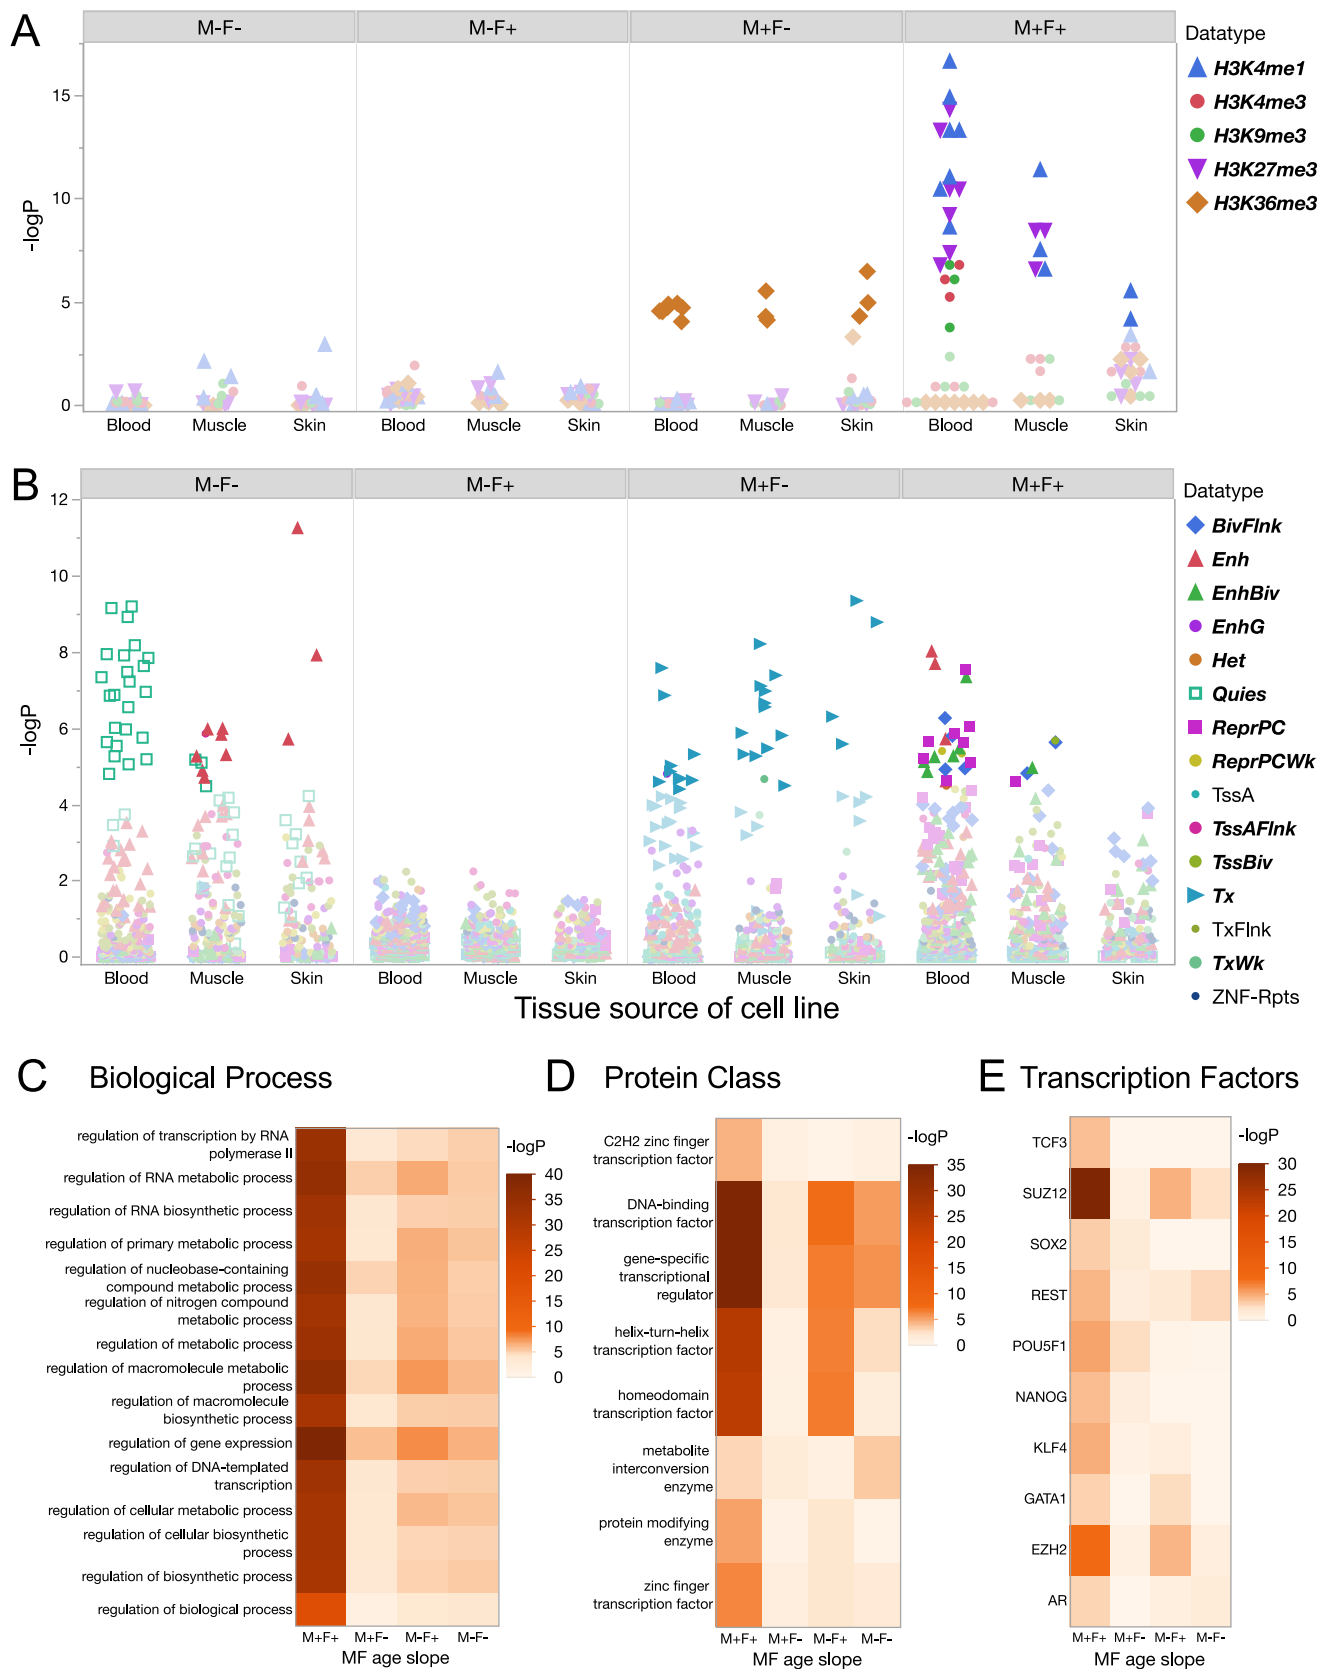 A
M-F-
M-F+
M+F-
M+F+
Datatype
H3K4me1
H3K4me3
H3K9me3
H3K27me3
H3K36me3
-logP
15
10
5
0
Blood
Muscle
Skin
Blood
Muscle
Skin
Blood
Muscle
Skin
Blood
Muscle
Skin
B
M-F-
M-F+
M+F-
M+F+
Datatype
BivFlnk
Enh
EnhBiv
EnhG
Het
Quies
ReprPC
ReprPCWk
TssA
TssAFlnk
TssBiv
Tx
TxFlnk
TxWk
ZNF-Rpts
-logP
12
10
8
6
4
2
0
Blood
Muscle
Skin
Blood
Muscle
Skin
Blood
Muscle
Skin
Blood
Muscle
Skin
Tissue source of cell line
C Biological Process
regulation of transcription by RNA
polymerase II
regulation of RNA metabolic process
regulation of RNA biosynthetic process
regulation of primary metabolic process
regulation of nucleobase-containing
compound metabolic process
regulation of nitrogen compound
metabolic process
regulation of metabolic process
regulation of macromolecule metabolic
process
regulation of macromolecule
biosynthetic process
regulation of gene expression
regulation of DNA-templated
transcription
regulation of cellular metabolic process
regulation of cellular biosynthetic
process
regulation of biosynthetic process
regulation of biological process
M+F+
M+F-
M-F+
M-F-
MF age slope
-logP
40
35
30
25
20
15
10
5
0
D Protein Class
C2H2 zinc finger
transcription factor
DNA-binding
transcription factor
gene-specific
transcriptional
regulator
helix-turn-helix
transcription factor
homeodomain
transcription factor
metabolite
interconversion
enzyme
protein modifying
enzyme
zinc finger
transcription factor
M+F+
M+F-
M-F+
M-F-
MF age slope
-logP
35
30
25
20
15
10
5
0
E Transcription Factors
TCF3
SUZ12
SOX2
REST
POU5F1
NANOG
KLF4
GATA1
EZH2
AR
M+F+
M+F-
M-F+
M-F-
MF age slope
-logP
30
25
20
15
10
5
0